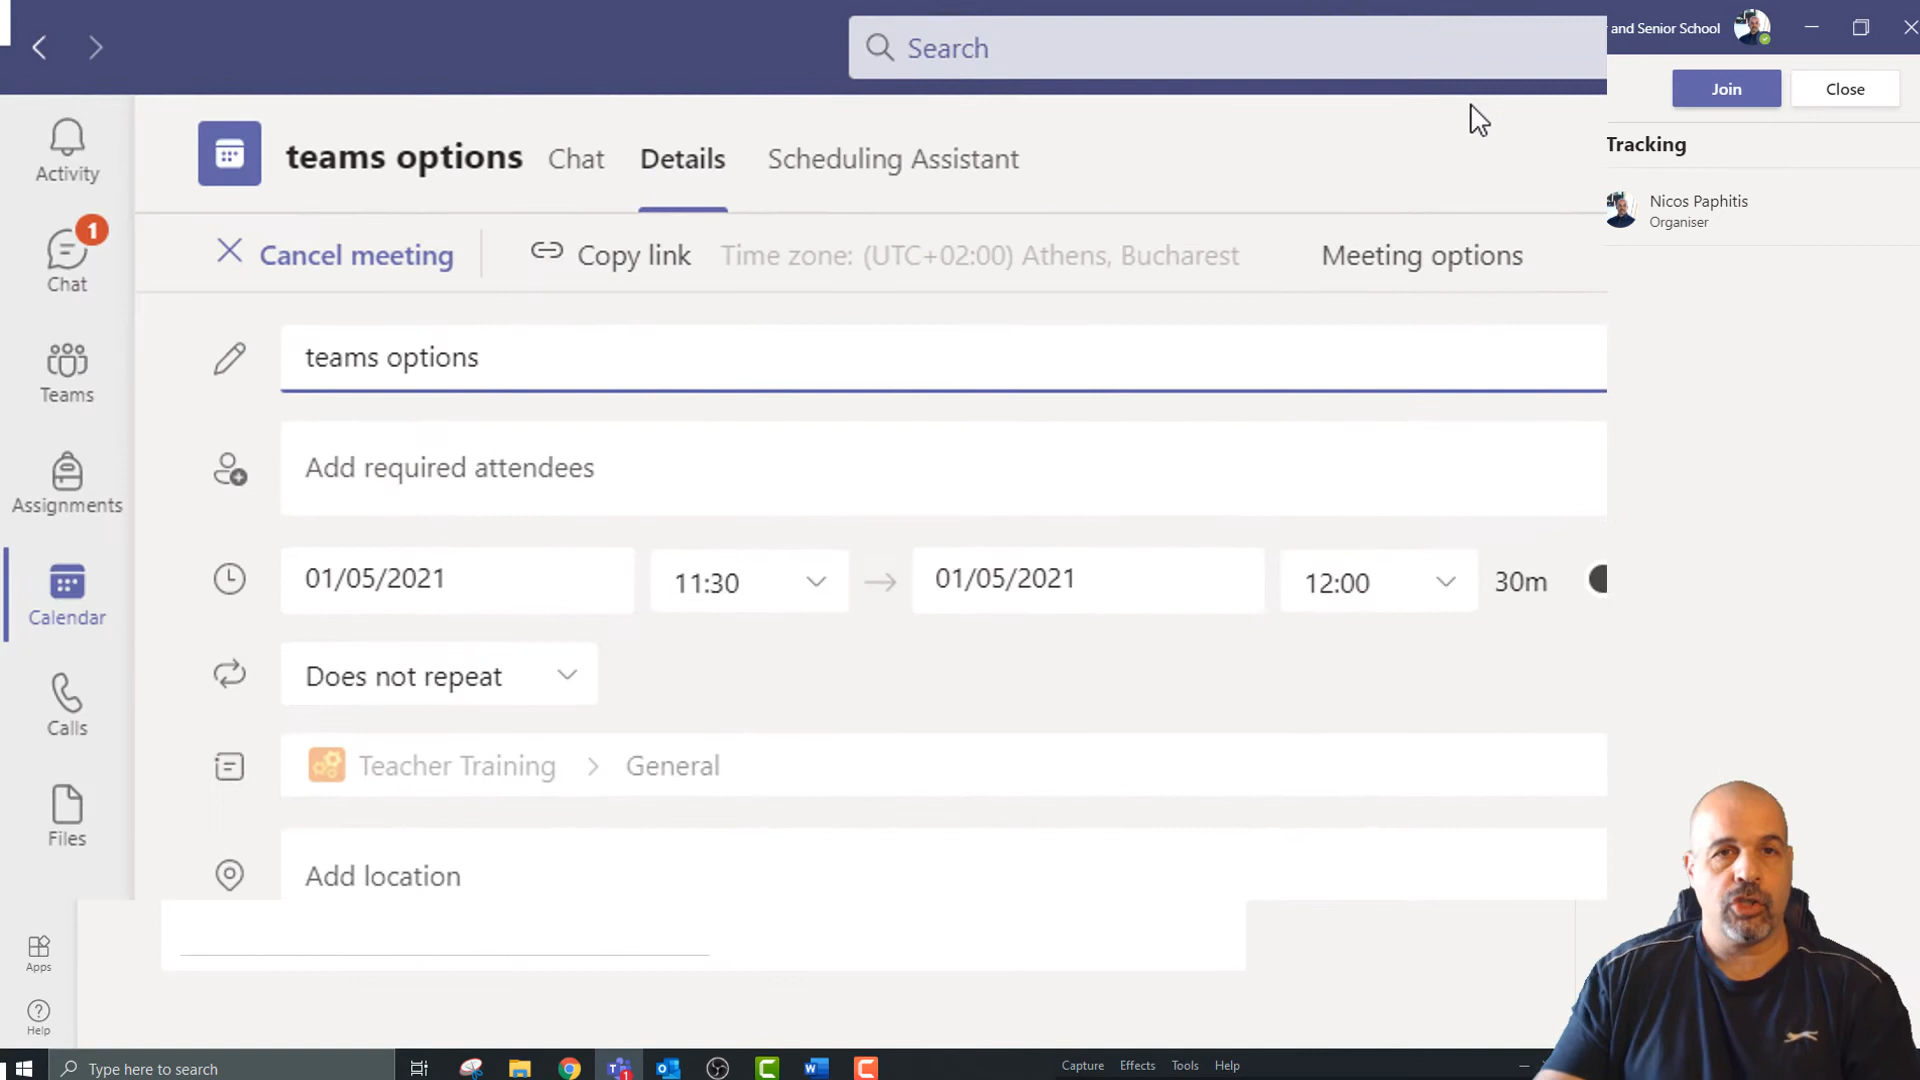 Search
and Senior School
Join
Close
Activity
teams options
Chat
Details
Scheduling Assistant
Tracking
Nicos Paphitis
Organiser
1
Chat
Cancel meeting
Copy link
Time zone: (UTC+02:00) Athens, Bucharest
Meeting options
teams options
Teams
Add required attendees
Assignments
01/05/2021
11:30
01/05/2021
12:00
30m
Calendar
Does not repeat
Calls
Teacher Training
General
Files
Add location
Apps
Help
Type here to search
1
Capture
Effects
Tools
Help